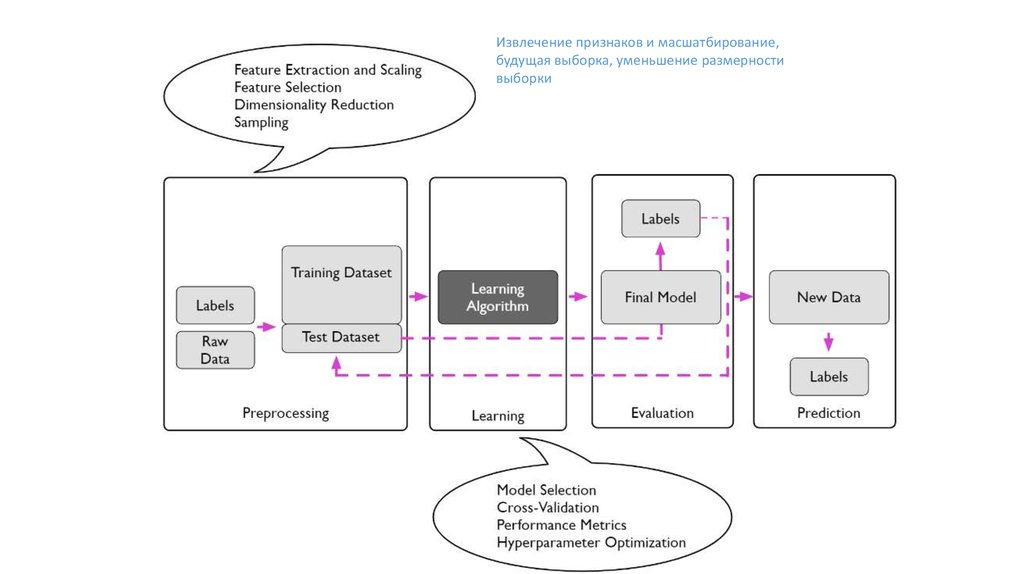 Извлечение признаков и масшатбирование,
будущая выборка, уменьшение размерности
выборки
Feature Extraction and Scaling
Feature Selection
Dimensionality Reduction
Sampling
Labels
Raw
Data
Training Dataset
Test Dataset
Preprocessing
Learning
Algorithm
Learning
Labels
Final Model
Evaluation
New Data
Labels
Prediction
Model Selection
Cross-Validation
Performance Metrics
Hyperparameter Optimization